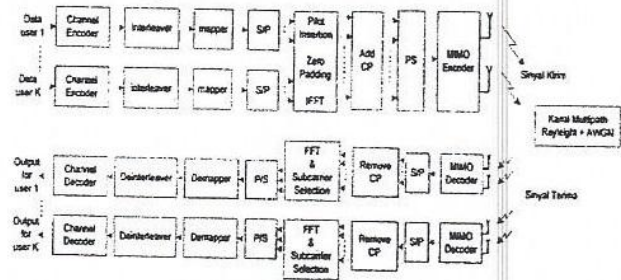 Data
user 1
Channel
Encoder
Interleaver
mapper
S/P
Pilot
Insertion
Zero
Padding
IFFT
Add
CP
PS
MIMO
Encoder
Data
user K
Channel
Encoder
Interleaver
mapper
S/P
Sinyal Kirim
Kanal Multipath
Rayleight + AWGN
Output
for
user 1
Channel
Decoder
Deinterleaver
Demapper
P/S
FFT
&
Subcarrier
Selection
Remove
CP
S/P
MIMO
Decoder
Sinyal Terima
Output
for
user K
Channel
Decoder
Deinterleaver
Demapper
P/S
FFT
&
Subcarrier
Selection
Remove
CP
S/P
MIMO
Decoder